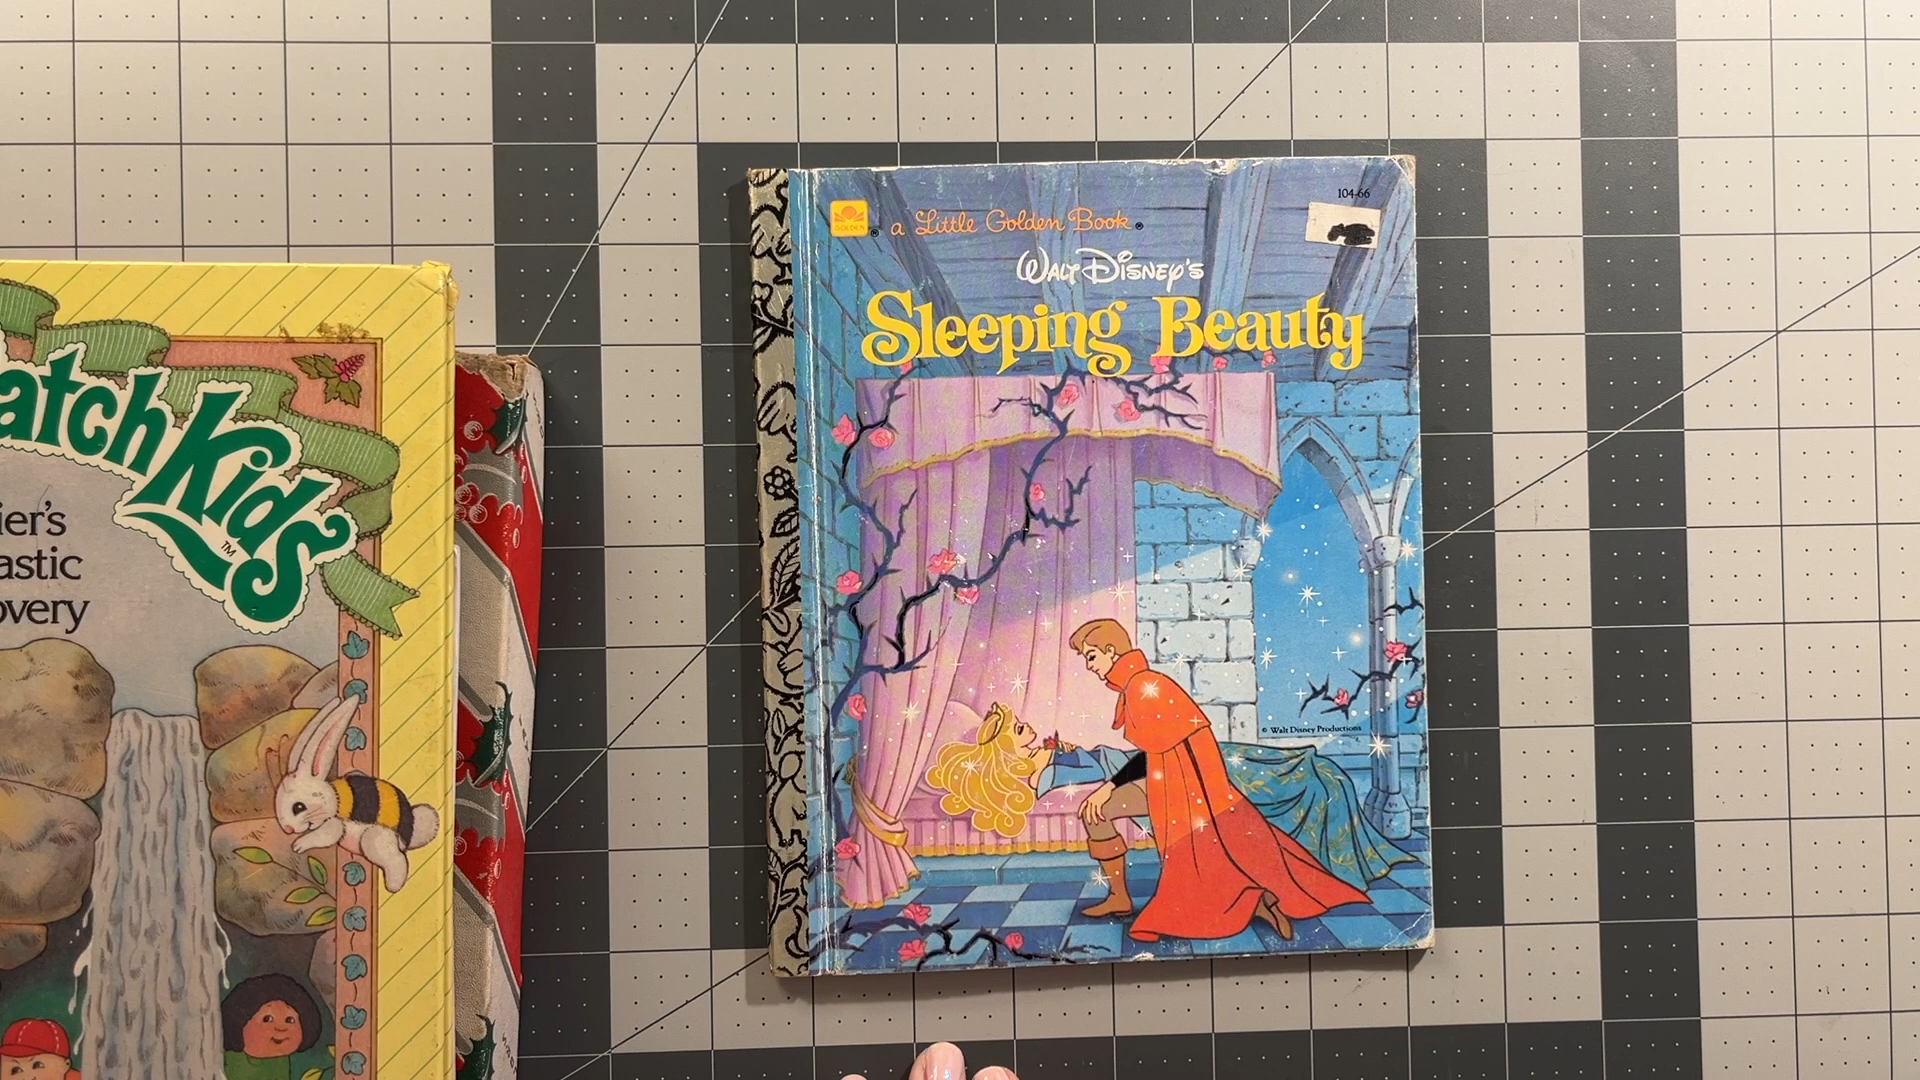 atch Kids
TM
ier's
astic
overy
104-66
GOLDEN
® a Little Golden Book®
WALT DISNEY'S
Sleeping Beauty
© Walt Disney Productions